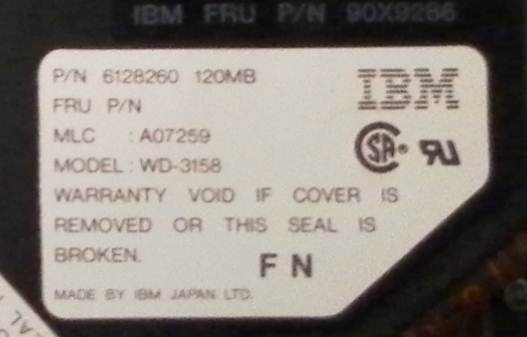 IBM FRU P/N 90X9286
P/N 6128260 120MB
IBM
FRU P/N
MLC : A07259
MODEL : WD-3158
WARRANTY VOID IF COVER IS
REMOVED OR THIS SEAL IS
BROKEN.
F N
MADE BY IBM JAPAN LTD.